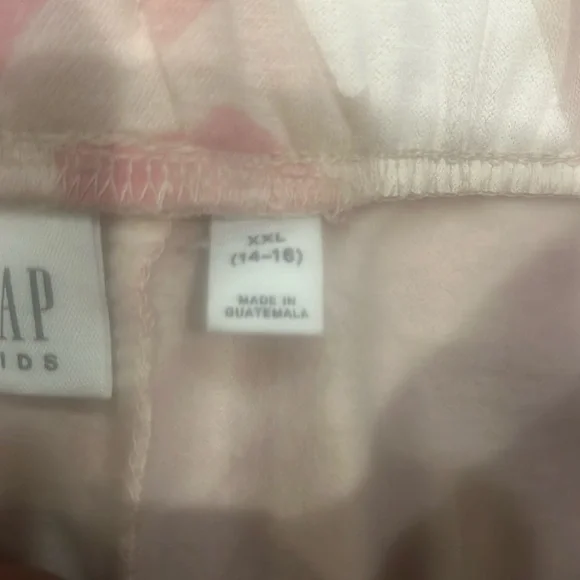 AP
IDS
XXL
(14-16)
MADE IN
GUATEMALA